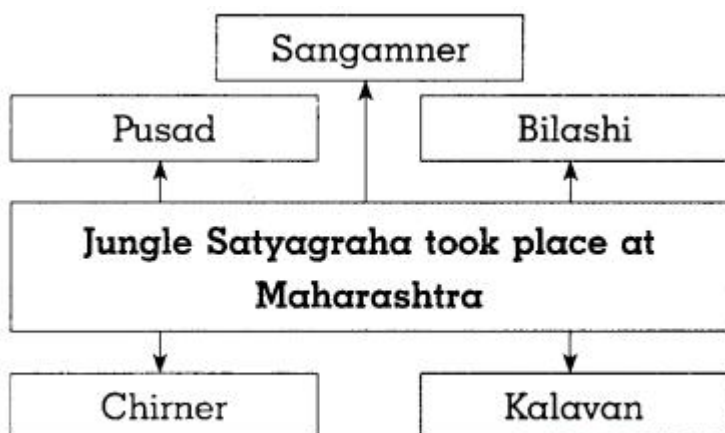 Sangamner
Pusad
Bilashi
Jungle Satyagraha took place at
Maharashtra
Chirner
Kalavan